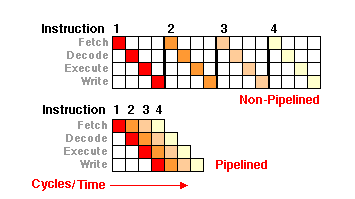 Instruction 1 2 3 4
Fetch
Decode
Execute
Write
Non-Pipelined
Instruction 1 2 3 4
Fetch
Decode
Execute
Write
Pipelined
Cycles/Time